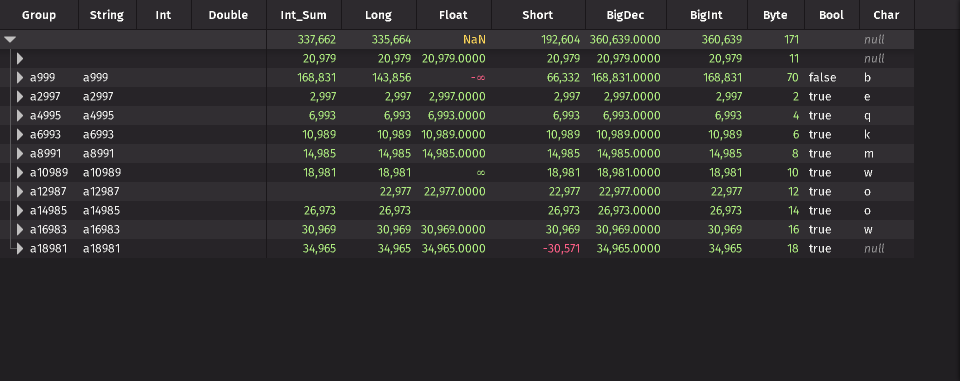 Group String Int Double Int_Sum Long Float Short BigDec BigInt Byte Bool Char
337,662 335,664 NaN 192,604 360,639.0000 360,639 171 null
20,979 20,979 20,979.0000 20,979 20,979.0000 20,979 11 null
a999 a999 168,831 143,856 -∞ 66,332 168,831.0000 168,831 70 false b
a2997 a2997 2,997 2,997 2,997.0000 2,997 2,997.0000 2,997 2 true e
a4995 a4995 6,993 6,993 6,993.0000 6,993 6,993.0000 6,993 4 true q
a6993 a6993 10,989 10,989 10,989.0000 10,989 10,989.0000 10,989 6 true k
a8991 a8991 14,985 14,985 14,985.0000 14,985 14,985.0000 14,985 8 true m
a10989 a10989 18,981 18,981 ∞ 18,981 18,981.0000 18,981 10 true w
a12987 a12987 22,977 22,977.0000 22,977 22,977.0000 22,977 12 true o
a14985 a14985 26,973 26,973 26,973 26,973.0000 26,973 14 true o
a16983 a16983 30,969 30,969 30,969.0000 30,969 30,969.0000 30,969 16 true w
a18981 a18981 34,965 34,965 34,965.0000 -30,571 34,965.0000 34,965 18 true null